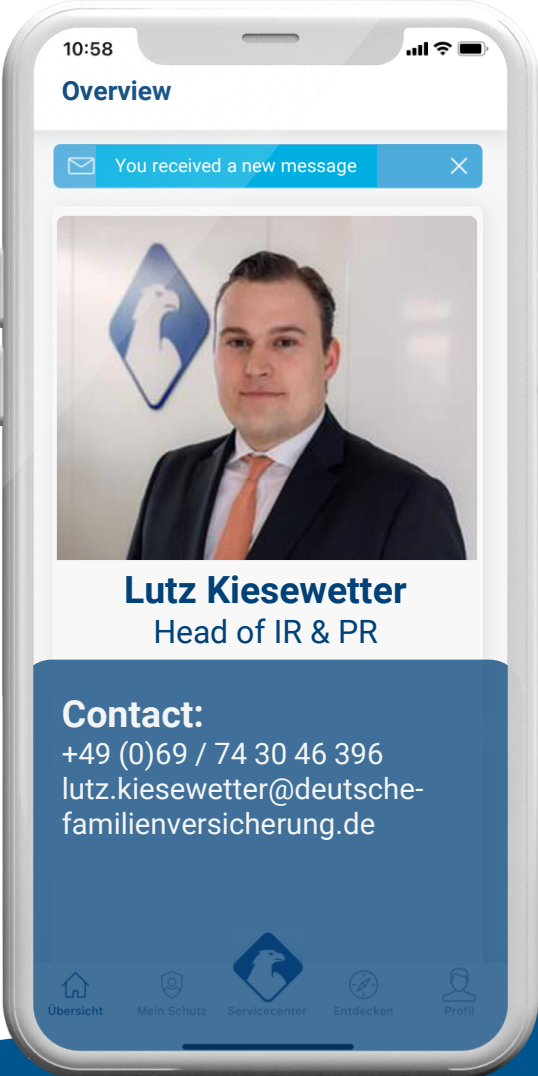 10:58
Overview
You received a new message
Lutz Kiesewetter
Head of IR & PR
Contact:
+49 (0)69 / 74 30 46 396
lutz.kiesewetter@deutsche-
familienversicherung.de
Übersicht Mein Schutz Servicecenter Entdecken Profil